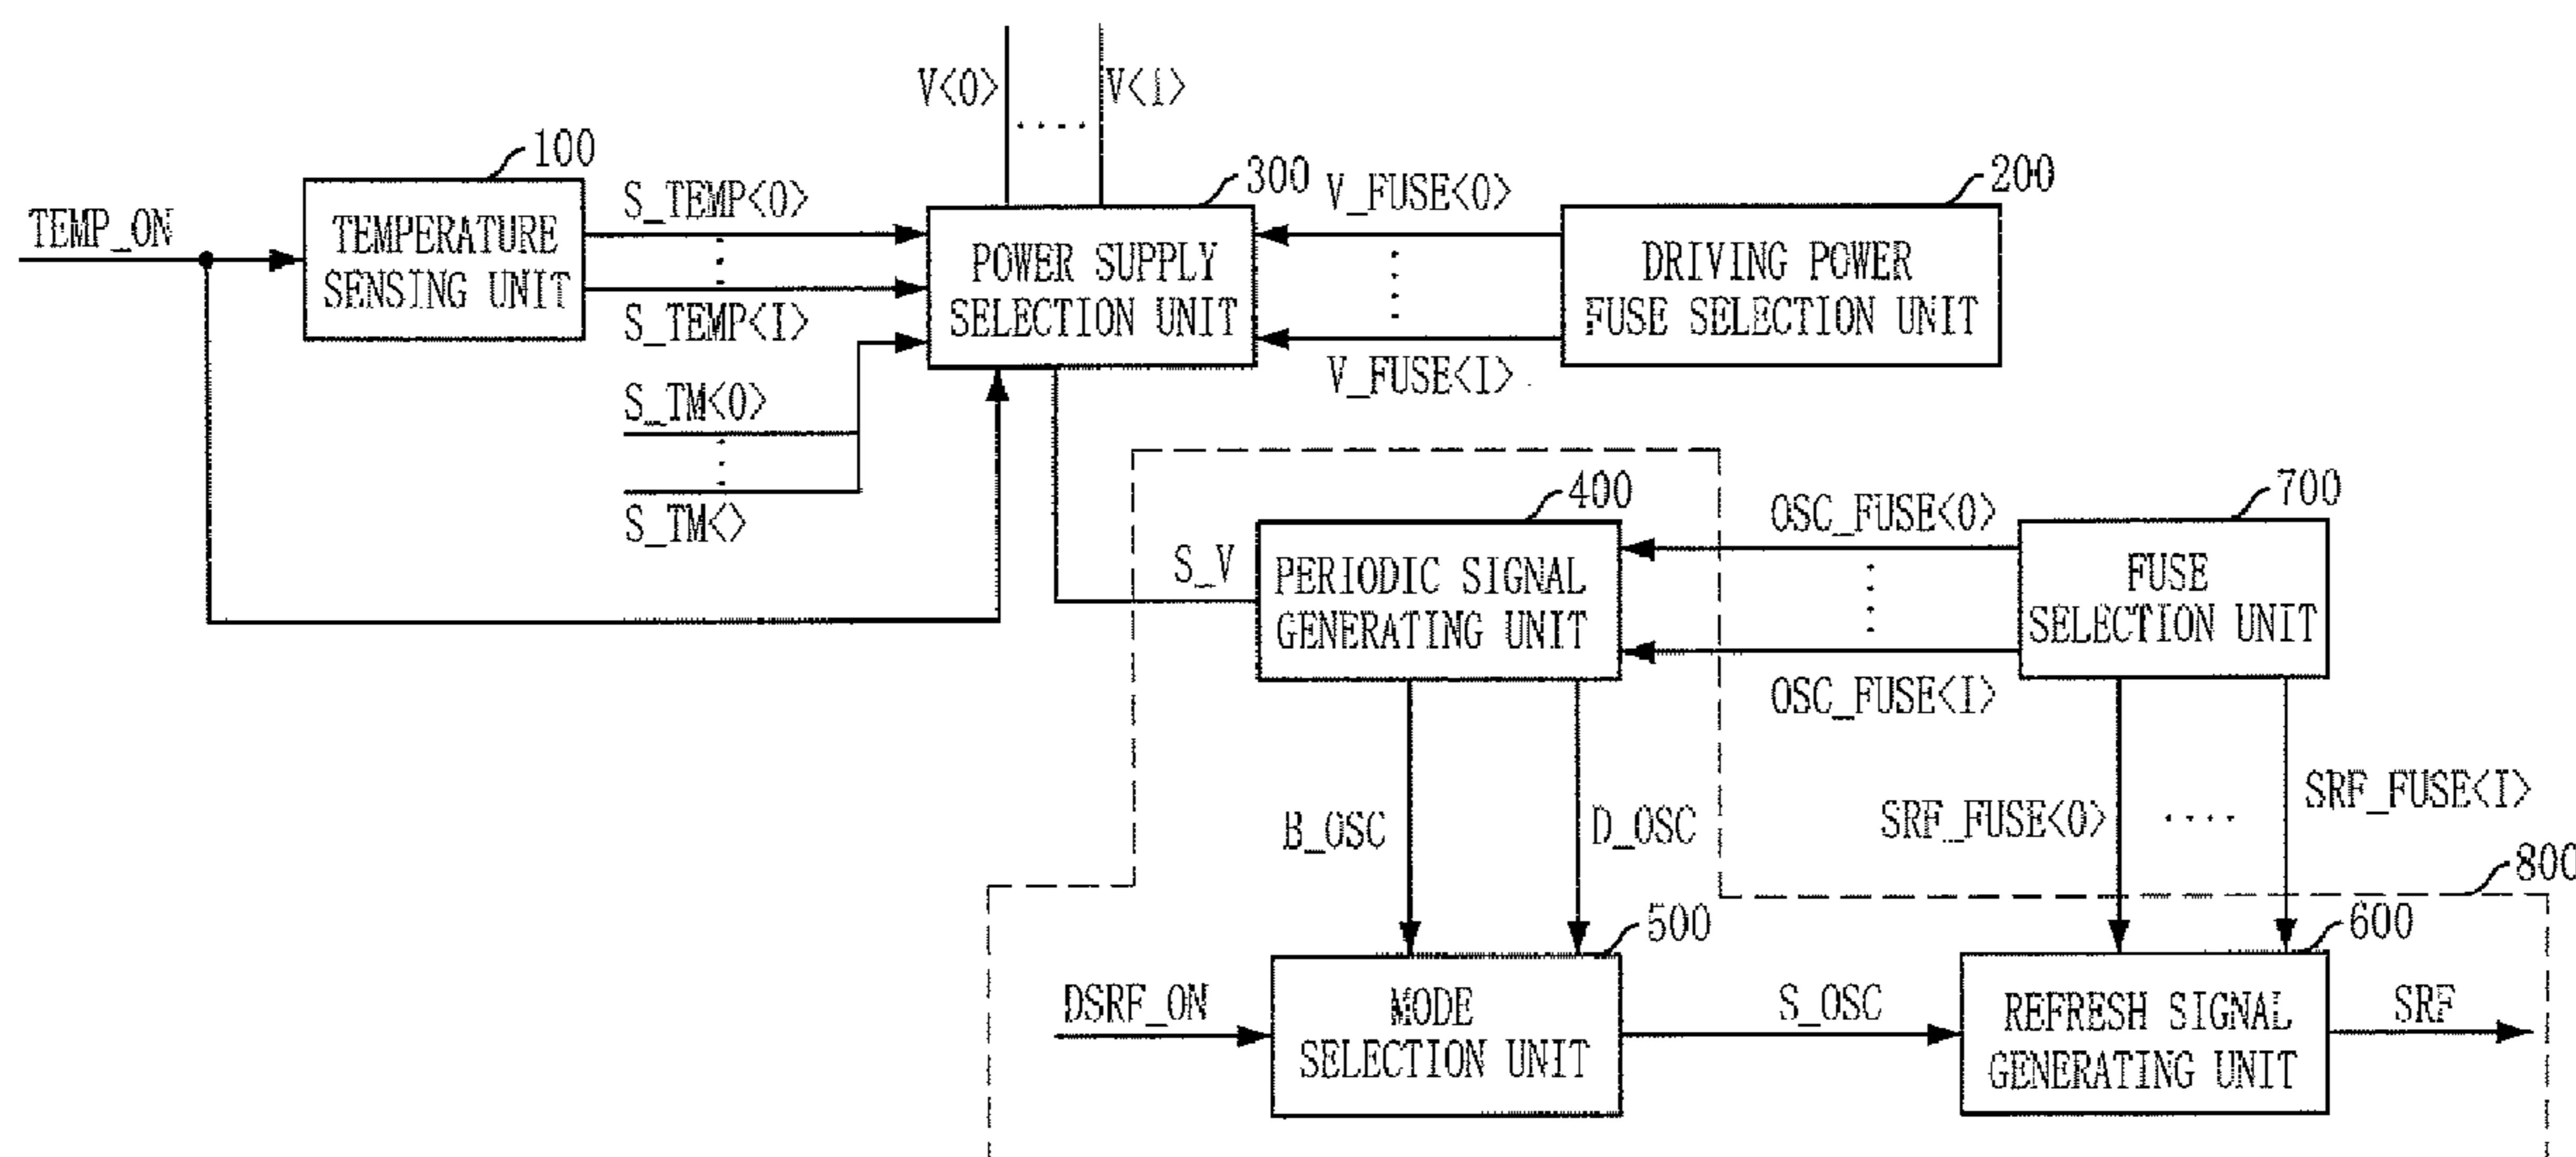 V<0>
V<1>
100
300
200
TEMP_ON
TEMPERATURE
SENSING UNIT
S_TEMP<0>
S_TEMP<I>
POWER SUPPLY
SELECTION UNIT
V_FUSE<0>
V_FUSE<I>
DRIVING POWER
FUSE SELECTION UNIT
S_TM<0>
S_TM<>
400
700
S_V
PERIODIC SIGNAL
GENERATING UNIT
OSC_FUSE<0>
OSC_FUSE<I>
FUSE
SELECTION UNIT
B_OSC
D_OSC
SRF_FUSE<0>
SRF_FUSE<I>
800
500
600
DSRF_ON
MODE
SELECTION UNIT
S_OSC
REFRESH SIGNAL
GENERATING UNIT
SRF